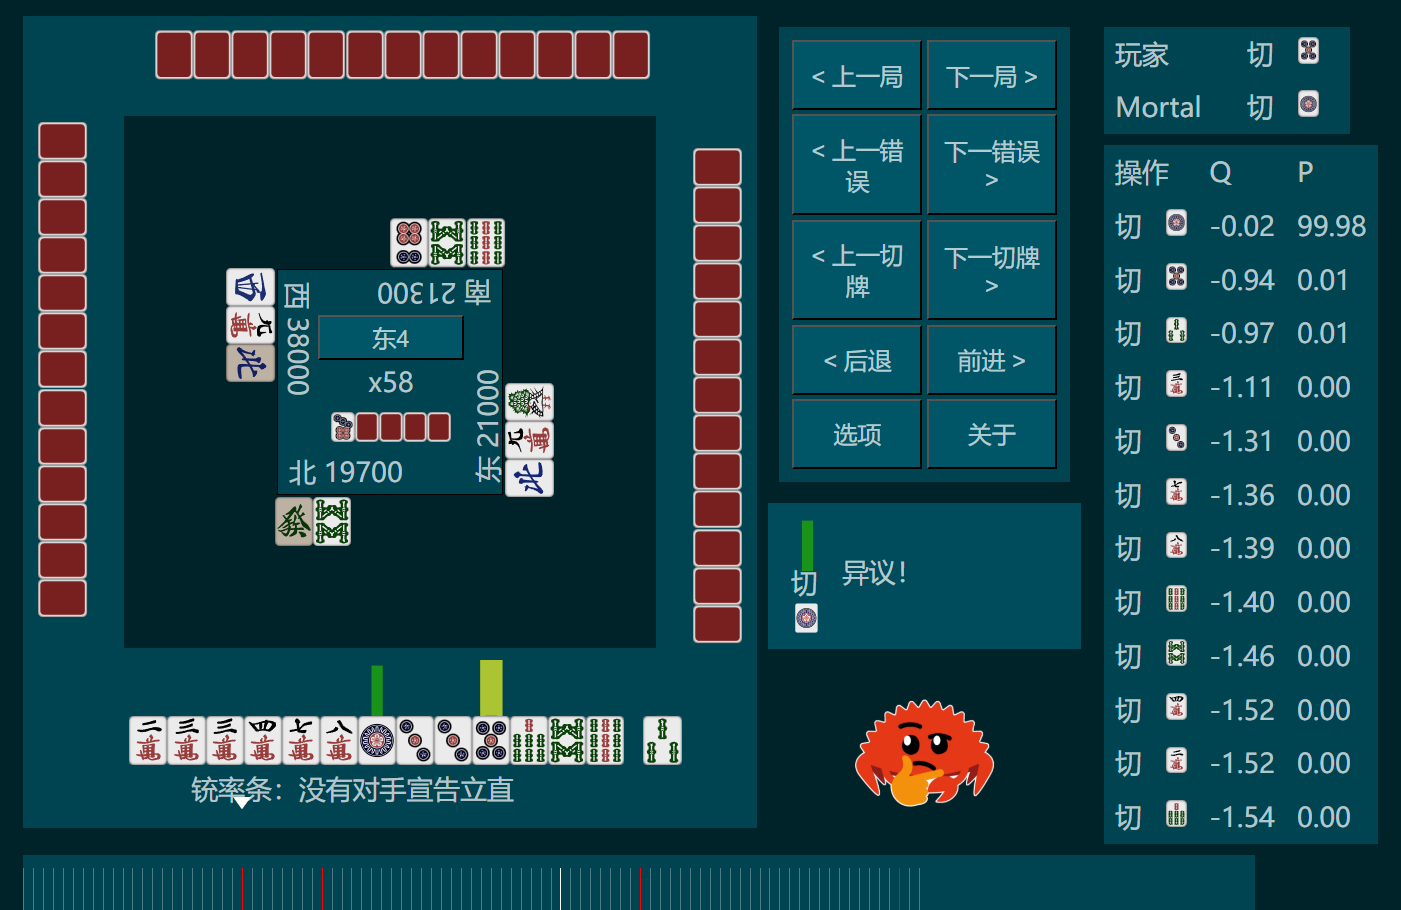 南 21300
西 38000
东4
x58
东 21000
北 19700
铳率条：没有对手宣告立直
< 上一局
下一局 >
< 上一错
误
下一错误
>
< 上一切
牌
下一切牌
>
< 后退
前进 >
选项
关于
切
异议！
玩家 切
Mortal 切
操作 Q P
切 -0.02 99.98
切 -0.94 0.01
切 -0.97 0.01
切 -1.11 0.00
切 -1.31 0.00
切 -1.36 0.00
切 -1.39 0.00
切 -1.40 0.00
切 -1.46 0.00
切 -1.52 0.00
切 -1.52 0.00
切 -1.54 0.00